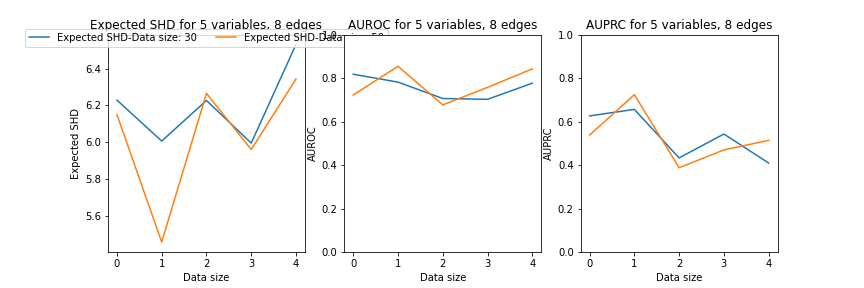 Expected SHD for 5 variables, 8 edges
Expected SHD-Data size: 30
Expected SHD-Data size: 50
6.4
6.2
6.0
5.8
5.6
Expected SHD
0 1 2 3 4
Data size
AUROC for 5 variables, 8 edges
1.0
0.8
0.6
0.4
0.2
0.0
AUROC
0 1 2 3 4
Data size
AUPRC for 5 variables, 8 edges
1.0
0.8
0.6
0.4
0.2
0.0
AUPRC
0 1 2 3 4
Data size